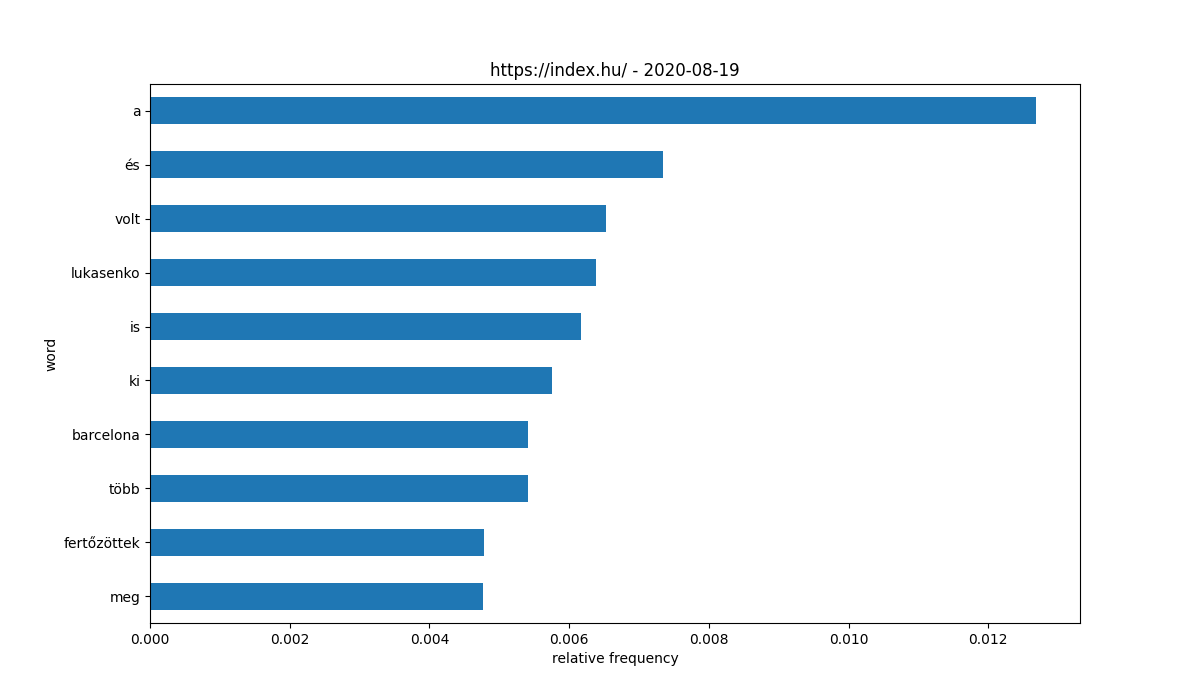 https://index.hu/ - 2020-08-19
a
és
volt
lukasenko
is
ki
barcelona
több
fertőzöttek
meg
word
0.000 0.002 0.004 0.006 0.008 0.010 0.012
relative frequency